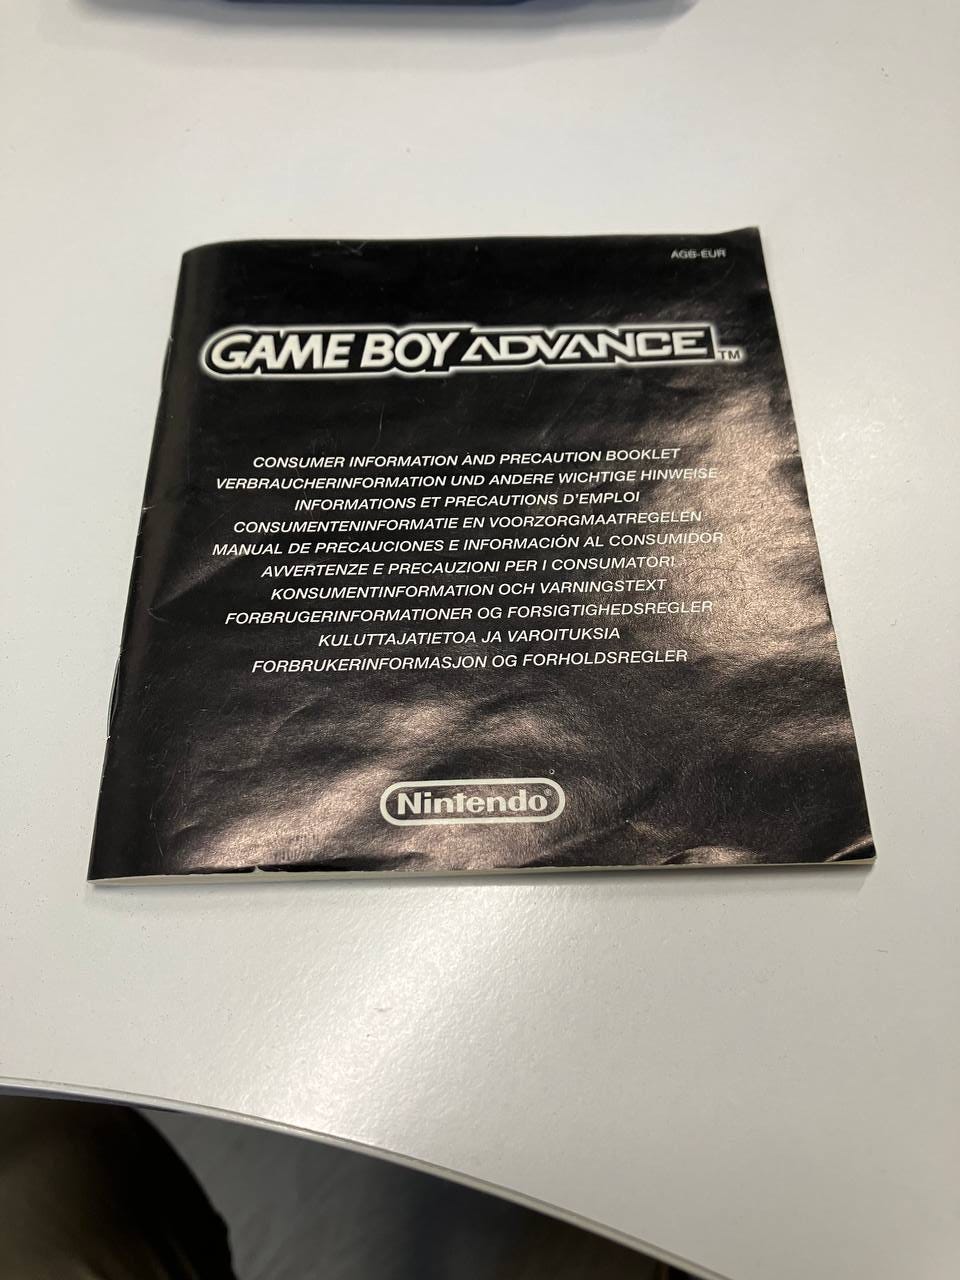 AGB-EUR
GAME BOY ADVANCE™
CONSUMER INFORMATION AND PRECAUTION BOOKLET
VERBRAUCHERINFORMATION UND ANDERE WICHTIGE HINWEISE
INFORMATIONS ET PRECAUTIONS D'EMPLOI
CONSUMENTENINFORMATIE EN VOORZORGMAATREGELEN
MANUAL DE PRECAUCIONES E INFORMACIÓN AL CONSUMIDOR
AVVERTENZE E PRECAUZIONI PER I CONSUMATORI
KONSUMENTINFORMATION OCH VARNINGSTEXT
FORBRUGERINFORMATIONER OG FORSIGTIGHEDSREGLER
KULUTTAJATIETOA JA VAROITUKSIA
FORBRUKERINFORMASJON OG FORHOLDSREGLER
Nintendo®